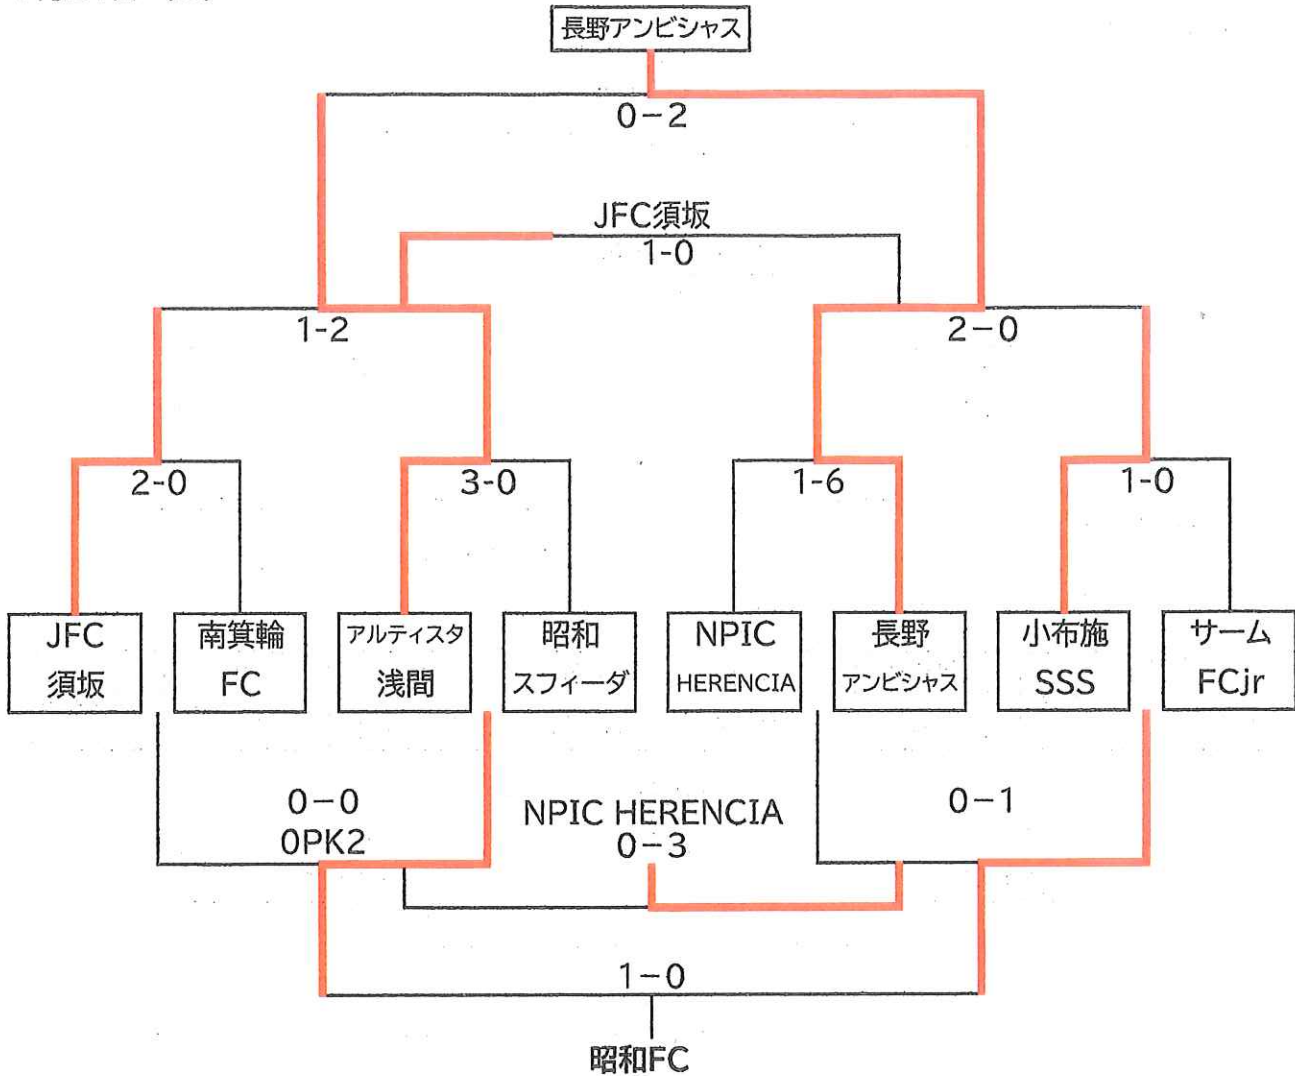 長野アンビシャス
0-2
JFC須坂
1-0
1-2
2-0
2-0
3-0
1-6
1-0
JFC
須坂
南箕輪
FC
アルティスタ
浅間
昭和
スフィーダ
NPIC
HERENCIA
長野
アンビシャス
小布施
SSS
サーム
FCjr
0-0
0PK2
NPIC HERENCIA
0-3
0-1
1-0
昭和FC